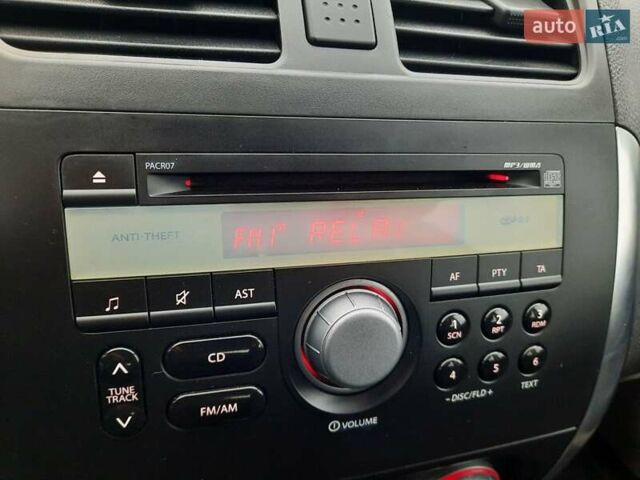 auto RIA
.com
PACR07
MP3/WMA
ANTI-THEFT
FM1
AST
AF
PTY
TA
CD
FM/AM
TUNE
TRACK
VOLUME
1
SCN
2
RPT
3
RDM
4
5
6
- DISC/FLD +
TEXT